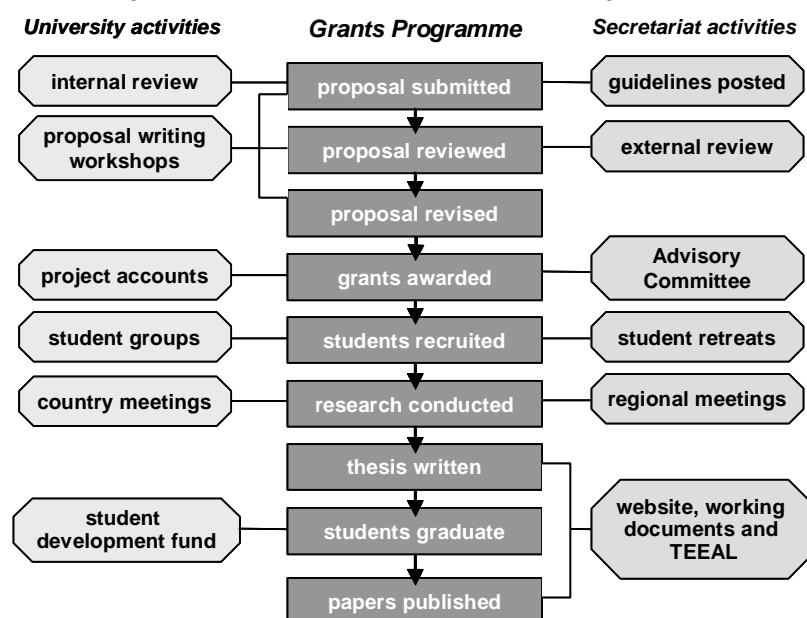 University activities
Grants Programme
Secretariat activities
internal review
proposal submitted
guidelines posted
proposal writing
workshops
proposal reviewed
external review
proposal revised
project accounts
grants awarded
Advisory
Committee
student groups
students recruited
student retreats
country meetings
research conducted
regional meetings
thesis written
student
development fund
students graduate
website, working
documents and
TEEAL
papers published